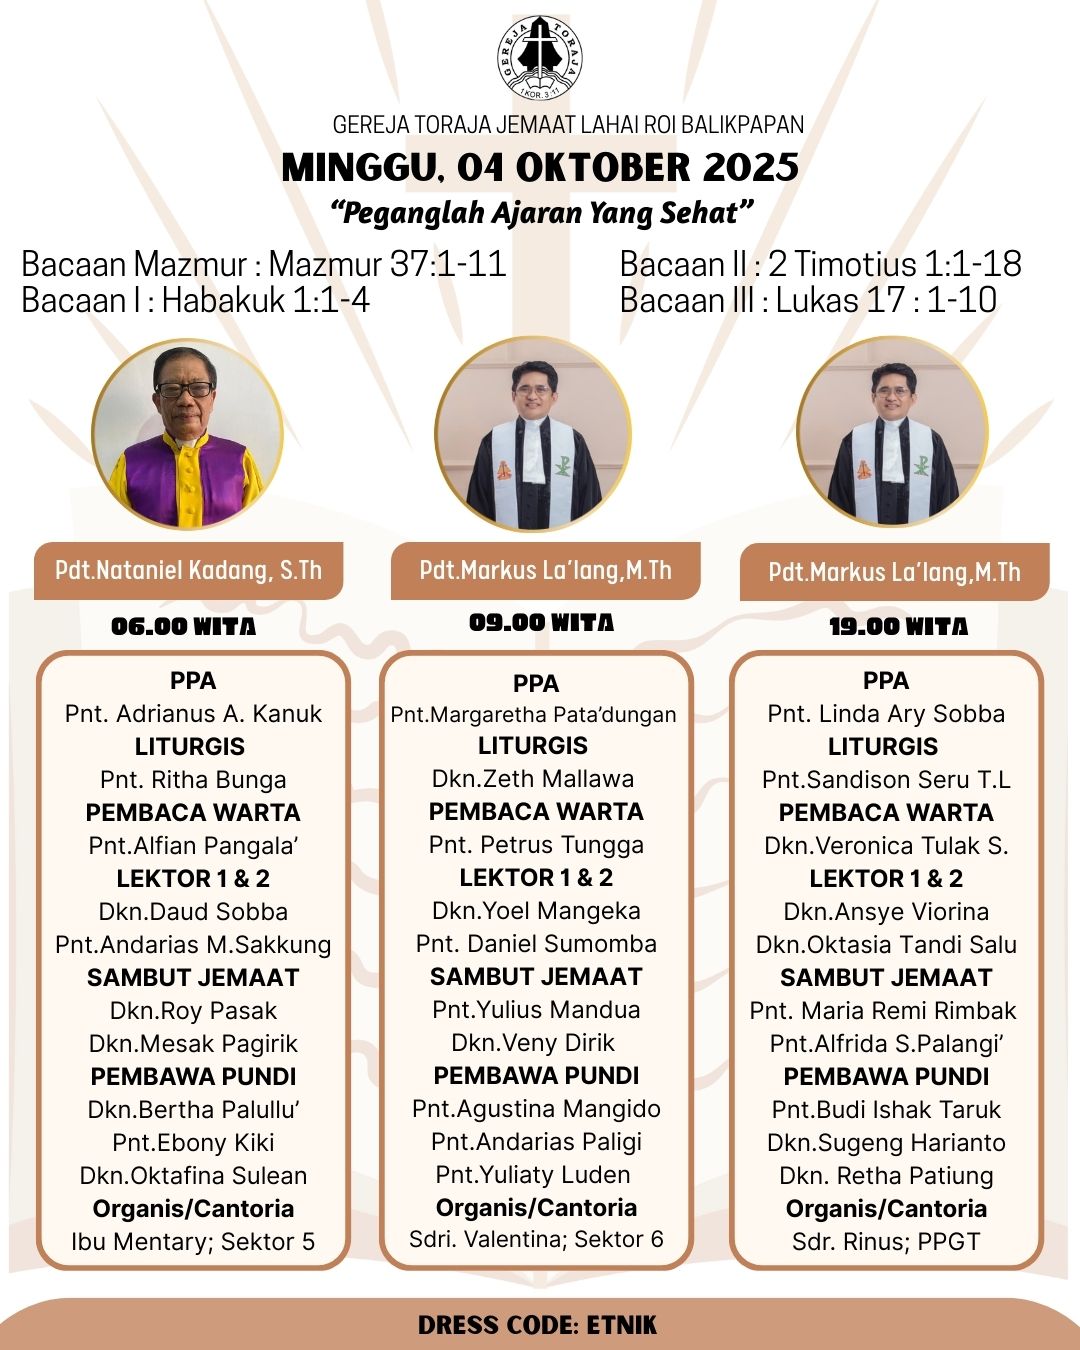 GEREJA TORAJA
1 KOR. 3 :11
GEREJA TORAJA JEMAAT LAHAI ROI BALIKPAPAN
MINGGU, 04 OKTOBER 2025
“Peganglah Ajaran Yang Sehat”
Bacaan Mazmur : Mazmur 37:1-11
Bacaan I : Habakuk 1:1-4
Bacaan II : 2 Timotius 1:1-18
Bacaan III : Lukas 17 : 1-10
Pdt.Nataniel Kadang, S.Th
06.00 WITA
PPA
Pnt. Adrianus A. Kanuk
LITURGIS
Pnt. Ritha Bunga
PEMBACA WARTA
Pnt.Alfian Pangala’
LEKTOR 1 & 2
Dkn.Daud Sobba
Pnt.Andarias M.Sakkung
SAMBUT JEMAAT
Dkn.Roy Pasak
Dkn.Mesak Pagirik
PEMBAWA PUNDI
Dkn.Bertha Palullu’
Pnt.Ebony Kiki
Dkn.Oktafina Sulean
Organis/Cantoria
Ibu Mentary; Sektor 5
Pdt.Markus La’lang,M.Th
09.00 WITA
PPA
Pnt.Margaretha Pata’dungan
LITURGIS
Dkn.Zeth Mallawa
PEMBACA WARTA
Pnt. Petrus Tungga
LEKTOR 1 & 2
Dkn.Yoel Mangeka
Pnt. Daniel Sumomba
SAMBUT JEMAAT
Pnt.Yulius Mandua
Dkn.Veny Dirik
PEMBAWA PUNDI
Pnt.Agustina Mangido
Pnt.Andarias Paligi
Pnt.Yuliaty Luden
Organis/Cantoria
Sdri. Valentina; Sektor 6
Pdt.Markus La’lang,M.Th
19.00 WITA
PPA
Pnt. Linda Ary Sobba
LITURGIS
Pnt.Sandison Seru T.L
PEMBACA WARTA
Dkn.Veronica Tulak S.
LEKTOR 1 & 2
Dkn.Ansye Viorina
Dkn.Oktasia Tandi Salu
SAMBUT JEMAAT
Pnt. Maria Remi Rimbak
Pnt.Alfrida S.Palangi’
PEMBAWA PUNDI
Pnt.Budi Ishak Taruk
Dkn.Sugeng Harianto
Dkn. Retha Patiung
Organis/Cantoria
Sdr. Rinus; PPGT
DRESS CODE: ETNIK